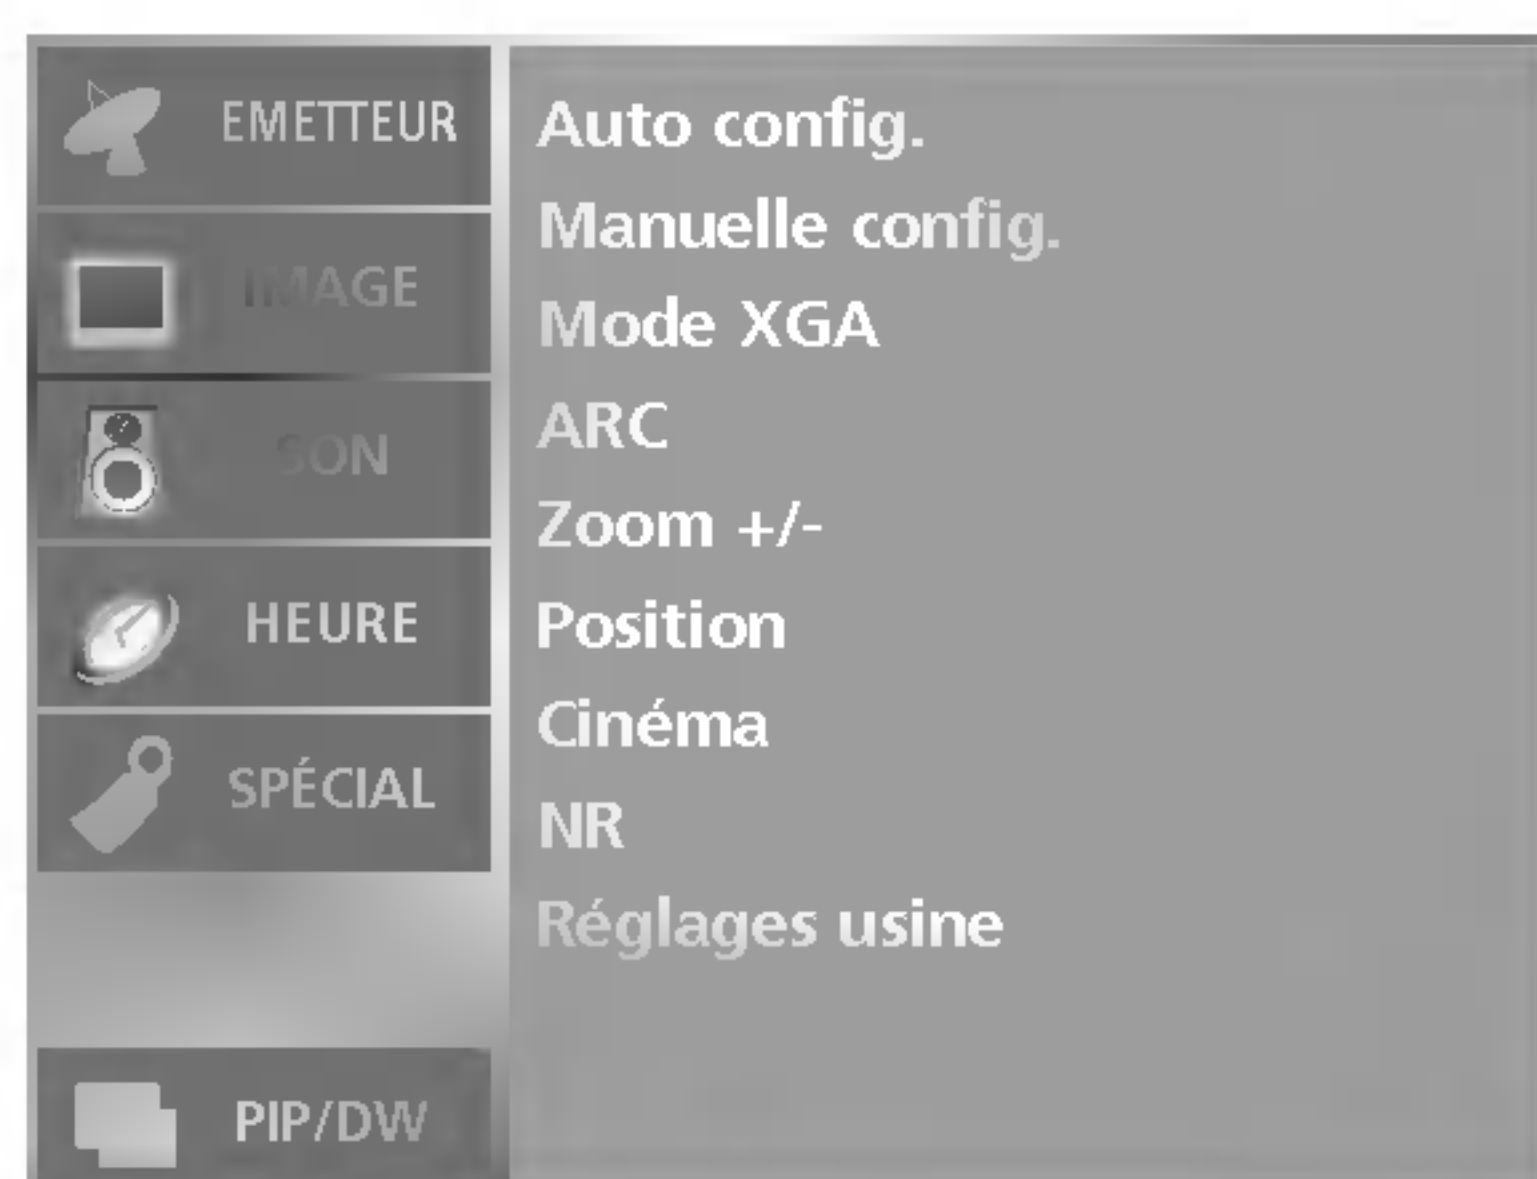 EMETTEUR
IMAGE
SON
HEURE
SPÉCIAL
PIP/DW
Auto config.
Manuelle config.
Mode XGA
ARC
Zoom +/-
Position
Cinéma
NR
Réglages usine